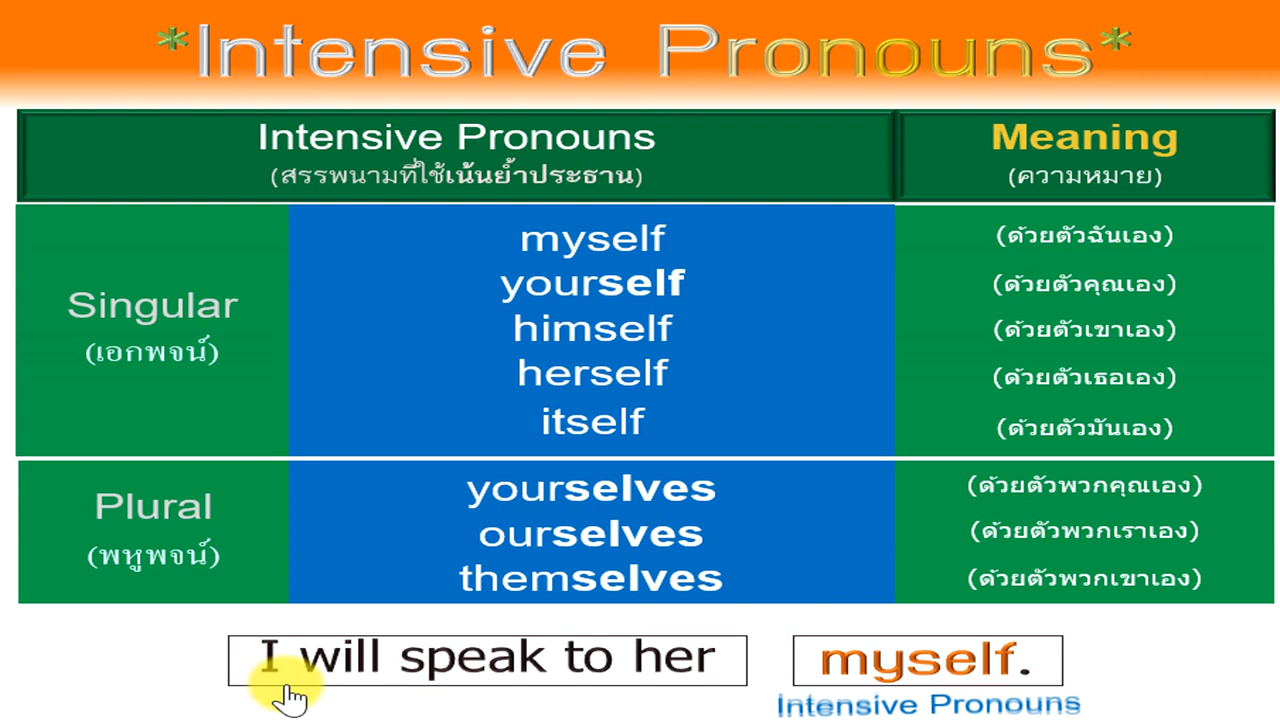 *Intensive Pronouns*
Intensive Pronouns
(สรรพนามที่ใช้เน้นย้ำประธาน)
Meaning
(ความหมาย)
Singular
(เอกพจน์)
myself
(ด้วยตัวฉันเอง)
yourself
(ด้วยตัวคุณเอง)
himself
(ด้วยตัวเขาเอง)
herself
(ด้วยตัวเธอเอง)
itself
(ด้วยตัวมันเอง)
Plural
(พหูพจน์)
yourselves
(ด้วยตัวพวกคุณเอง)
ourselves
(ด้วยตัวพวกเราเอง)
themselves
(ด้วยตัวพวกเขาเอง)
I will speak to her myself.
Intensive Pronouns